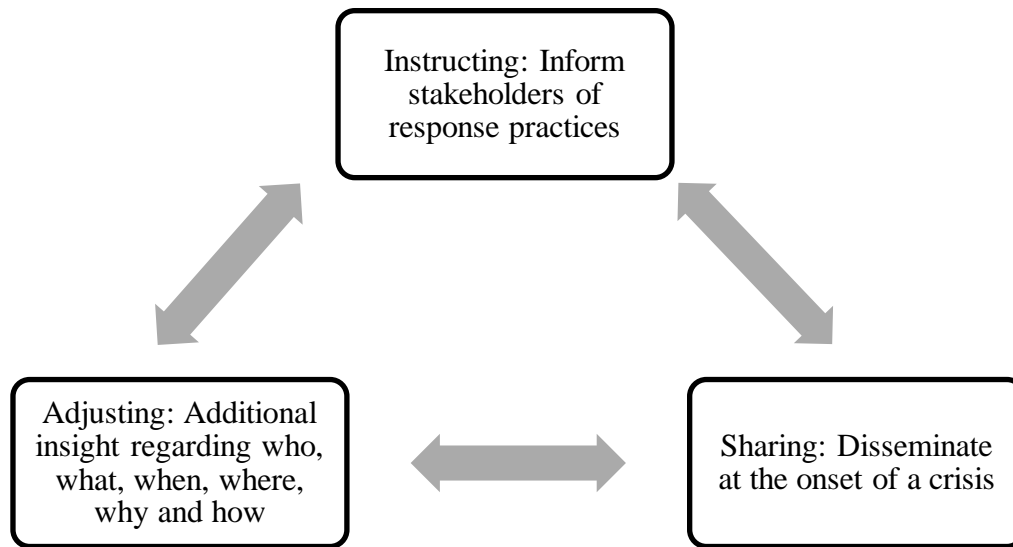 Instructing: Inform
stakeholders of
response practices
Adjusting: Additional
insight regarding who,
what, when, where,
why and how
Sharing: Disseminate
at the onset of a crisis